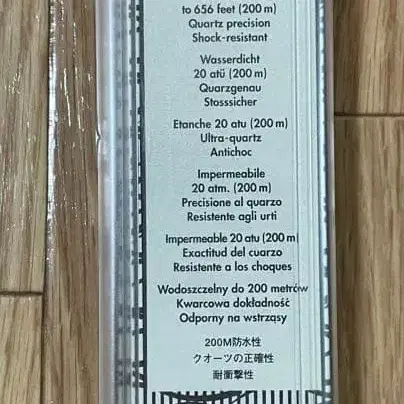 to 656 feet (200 m)
Quartz precision
Shock-resistant
Wasserdicht
20 atü (200 m)
Quarzgenau
Stosssicher
Etanche 20 atu (200 m)
Ultra-quartz
Antichoc
Impermeabile
20 atm. (200 m)
Precisione al quarzo
Resistente agli urti
Impermeable 20 atu (200 m)
Exactitud del cuarzo
Resistente a los choques
Wodoszczelny do 200 metrów
Kwarcowa dokładność
Odporny na wstrząsy
200M防水性
クオーツの正確性
耐衝撃性